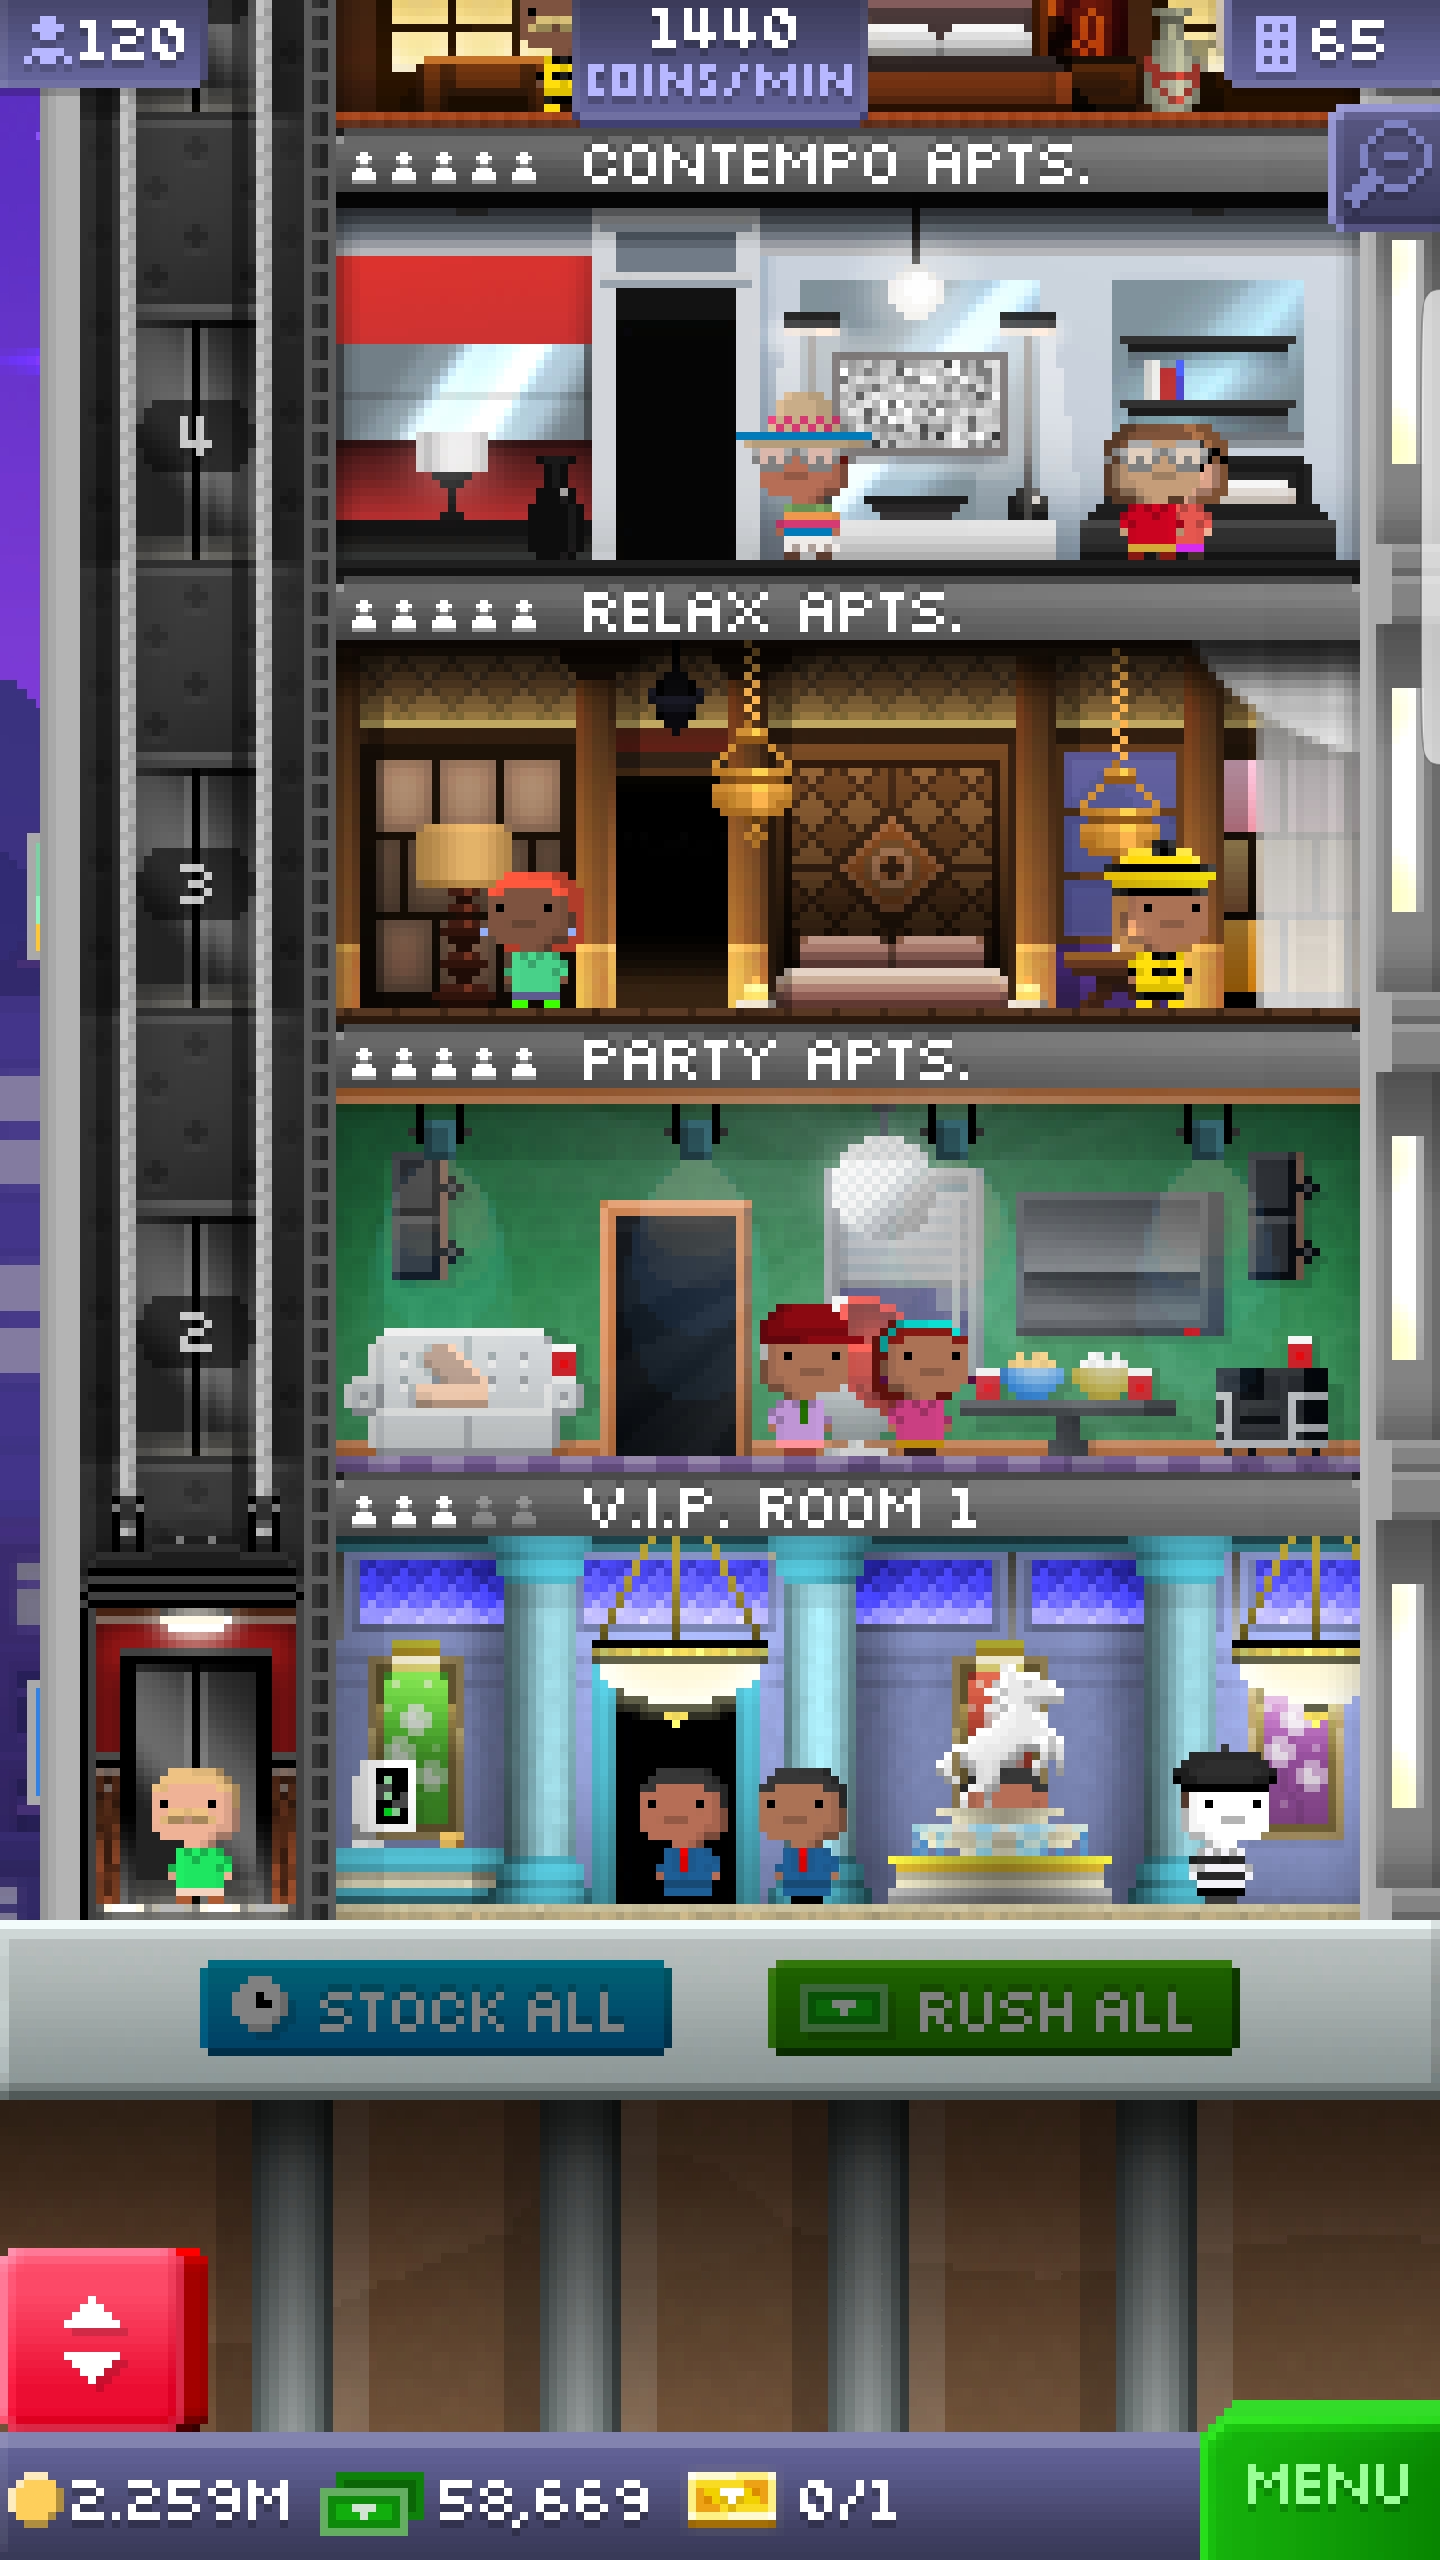 120
1440
COINS/MIN
65
CONTEMPO APTS.
4
RELAX APTS.
3
PARTY APTS.
2
V.I.P. ROOM 1
STOCK ALL
RUSH ALL
2.259M
58,669
0/1
MENU